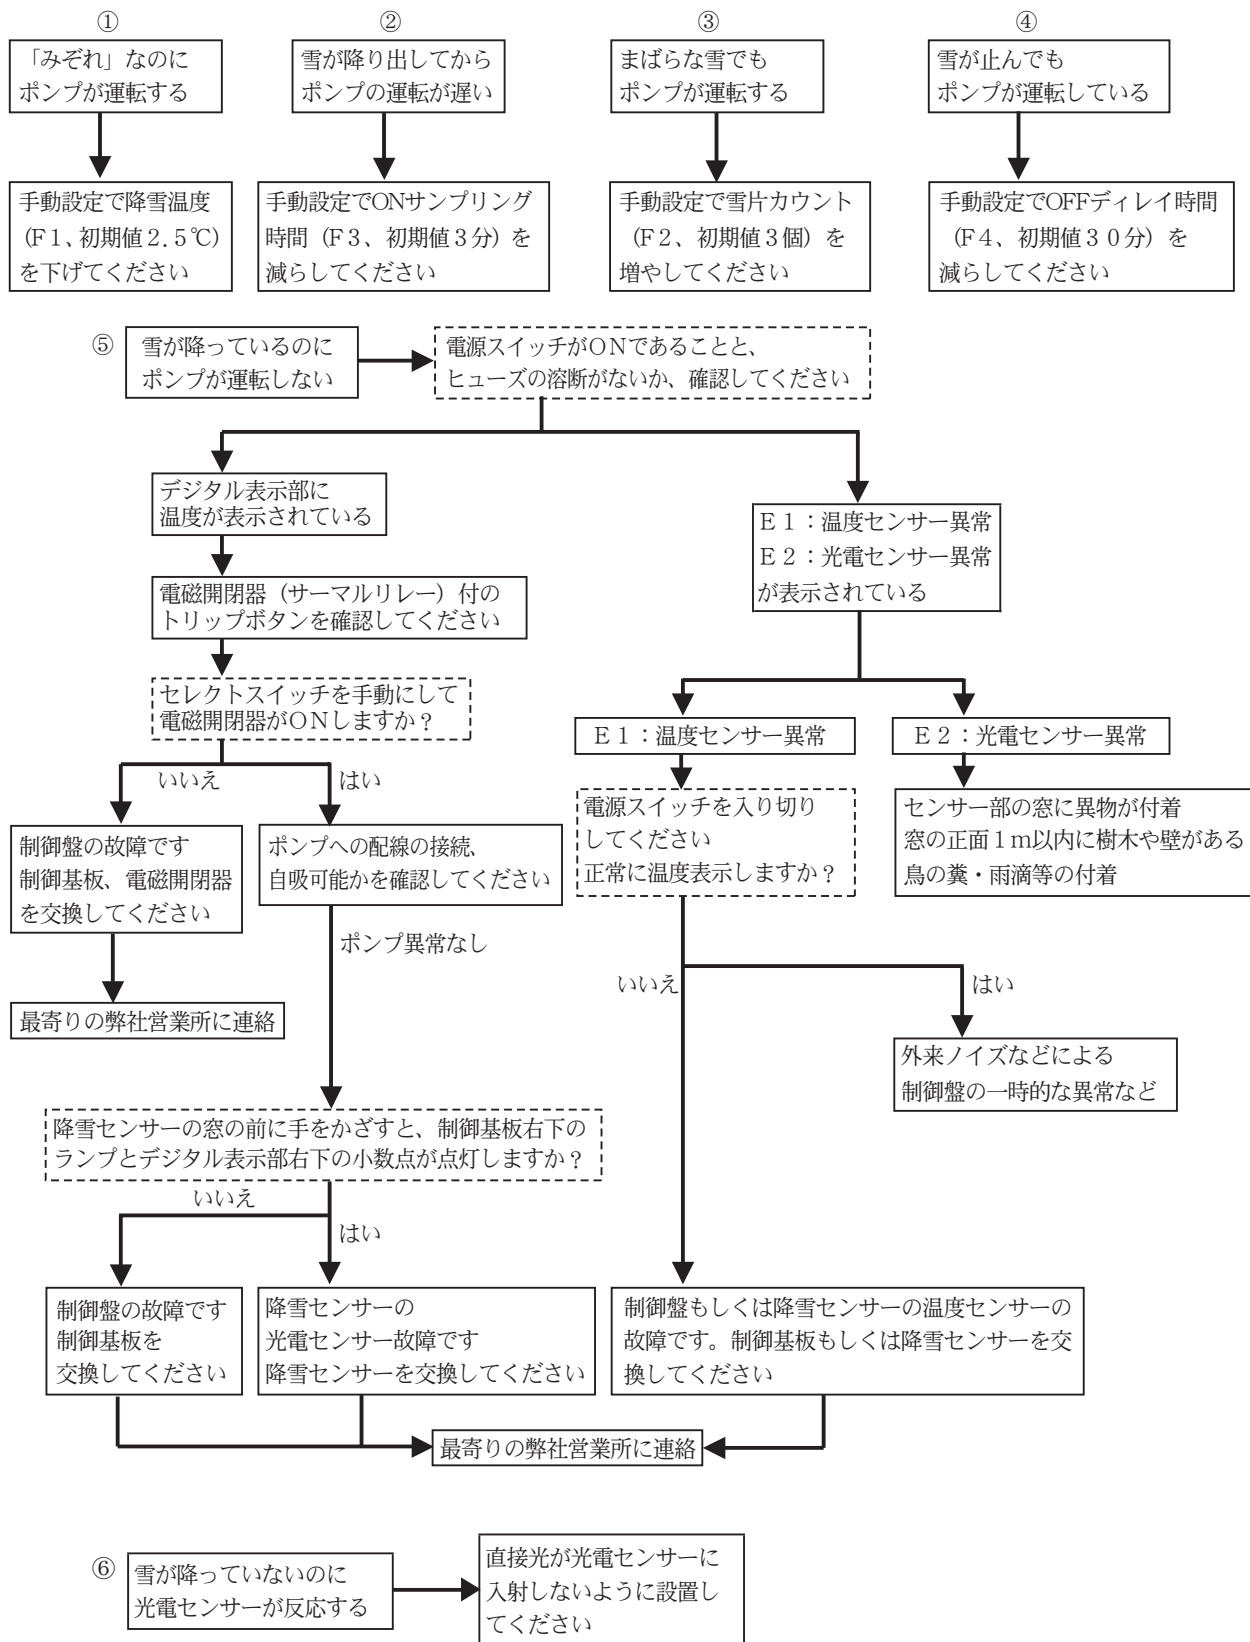 ①
「みぞれ」なのに
ポンプが運転する
手動設定で降雪温度
（F１、初期値２.５℃）
を下げてください
②
雪が降り出してから
ポンプの運転が遅い
手動設定でONサンプリング
時間（F３、初期値３分）を
減らしてください
③
まばらな雪でも
ポンプが運転する
手動設定で雪片カウント
（F２、初期値３個）を
増やしてください
④
雪が止んでも
ポンプが運転している
手動設定でOFFディレイ時間
（F４、初期値３０分）を
減らしてください
⑤
雪が降っているのに
ポンプが運転しない
電源スイッチがＯＮであることと、
ヒューズの溶断がないか、確認してください
デジタル表示部に
温度が表示されている
電磁開閉器（サーマルリレー）付の
トリップボタンを確認してください
セレクトスイッチを手動にして
電磁開閉器がＯＮしますか？
いいえ
はい
制御盤の故障です
制御基板、電磁開閉器
を交換してください
最寄りの弊社営業所に連絡
ポンプへの配線の接続、
自吸可能かを確認してください
ポンプ異常なし
降雪センサーの窓の前に手をかざすと、制御基板右下の
ランプとデジタル表示部右下の小数点が点灯しますか？
いいえ
はい
制御盤の故障です
制御基板を
交換してください
降雪センサーの
光電センサー故障です
降雪センサーを交換してください
Ｅ１：温度センサー異常
Ｅ２：光電センサー異常
が表示されている
Ｅ１：温度センサー異常
電源スイッチを入り切り
してください
正常に温度表示しますか？
いいえ
はい
Ｅ２：光電センサー異常
センサー部の窓に異物が付着
窓の正面１ｍ以内に樹木や壁がある
鳥の糞・雨滴等の付着
外来ノイズなどによる
制御盤の一時的な異常など
制御盤もしくは降雪センサーの温度センサーの
故障です。制御基板もしくは降雪センサーを交
換してください
最寄りの弊社営業所に連絡
⑥
雪が降っていないのに
光電センサーが反応する
直接光が光電センサーに
入射しないように設置し
てください